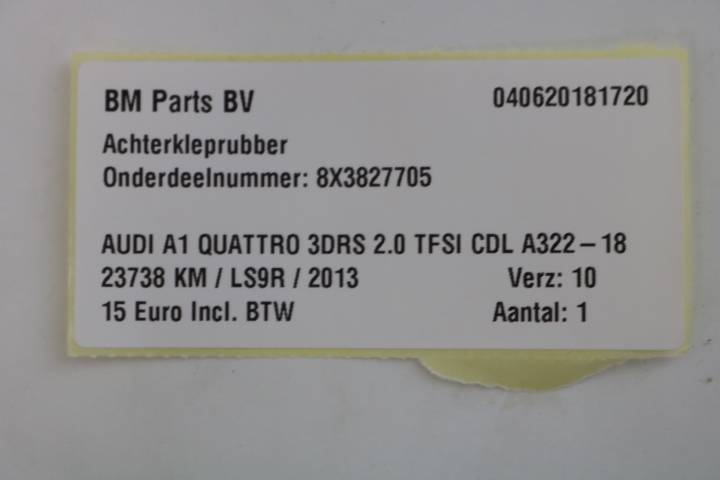 BM Parts BV 040620181720
Achterkleprubber
Onderdeelnummer: 8X3827705
AUDI A1 QUATTRO 3DRS 2.0 TFSI CDL A322-18
23738 KM / LS9R / 2013 Verz: 10
15 Euro Incl. BTW Aantal: 1